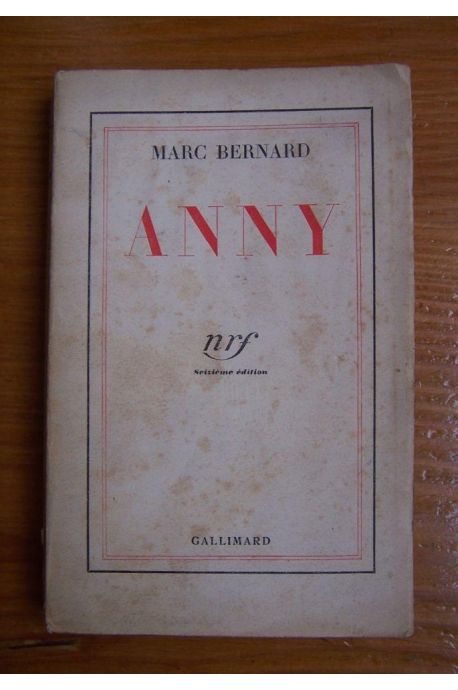 MARC BERNARD
ANNY
nrf
Seizième édition
GALLIMARD